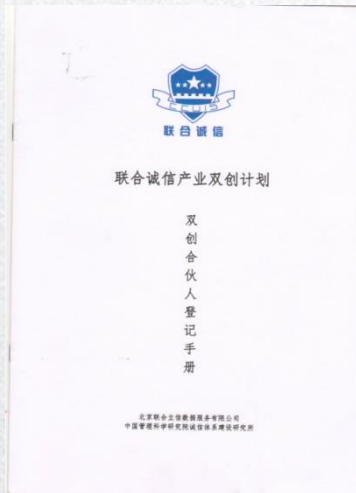 CCUIS
联合诚信
联合诚信产业双创计划
双创合伙人登记手册
北京联合立信数据服务有限公司
中国管理科学研究院诚信体系建设研究所